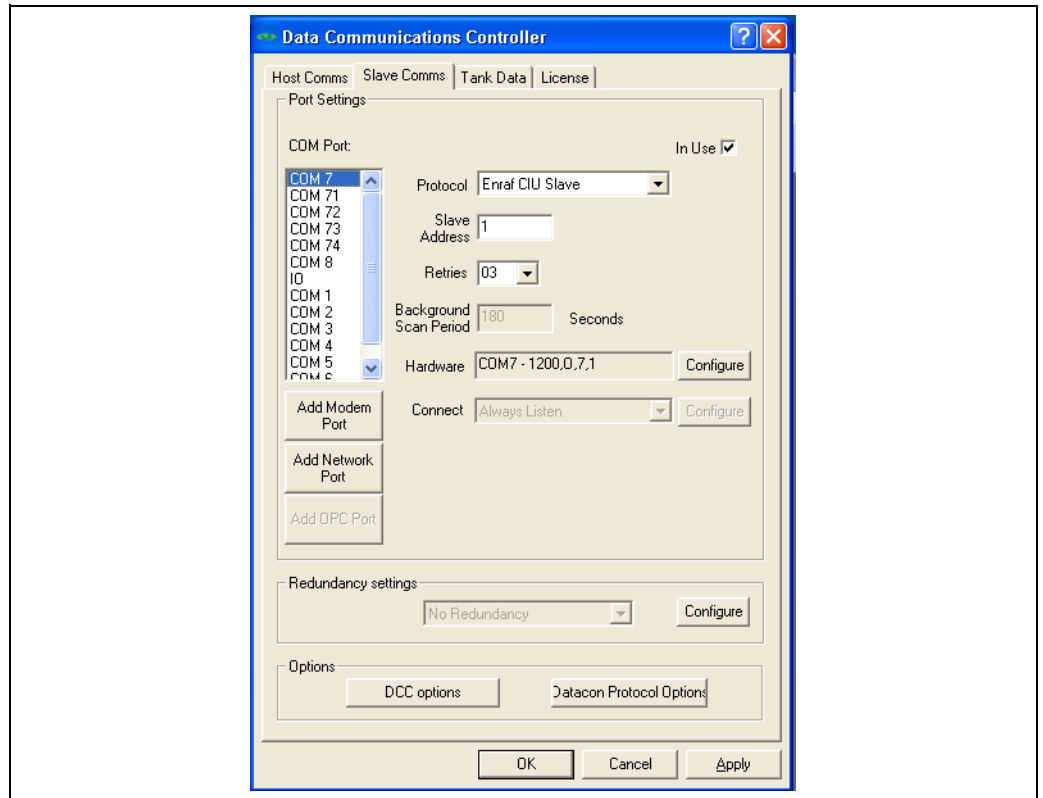 Data Communications Controller
Host Comms Slave Comms Tank Data License
Port Settings
COM Port:
In Use
COM 7
COM 71
COM 72
COM 73
COM 74
COM 8
IO
COM 1
COM 2
COM 3
COM 4
COM 5
Protocol Enraf CIU Slave
Slave
Address
1
Retries 03
Background
Scan Period
180 Seconds
Hardware COM7 - 1200,O,7,1 Configure
Connect Always Listen Configure
Add Modem
Port
Add Network
Port
Add OPC Port
Redundancy settings
No Redundancy Configure
Options
DCC options Datacon Protocol Options
OK Cancel Apply